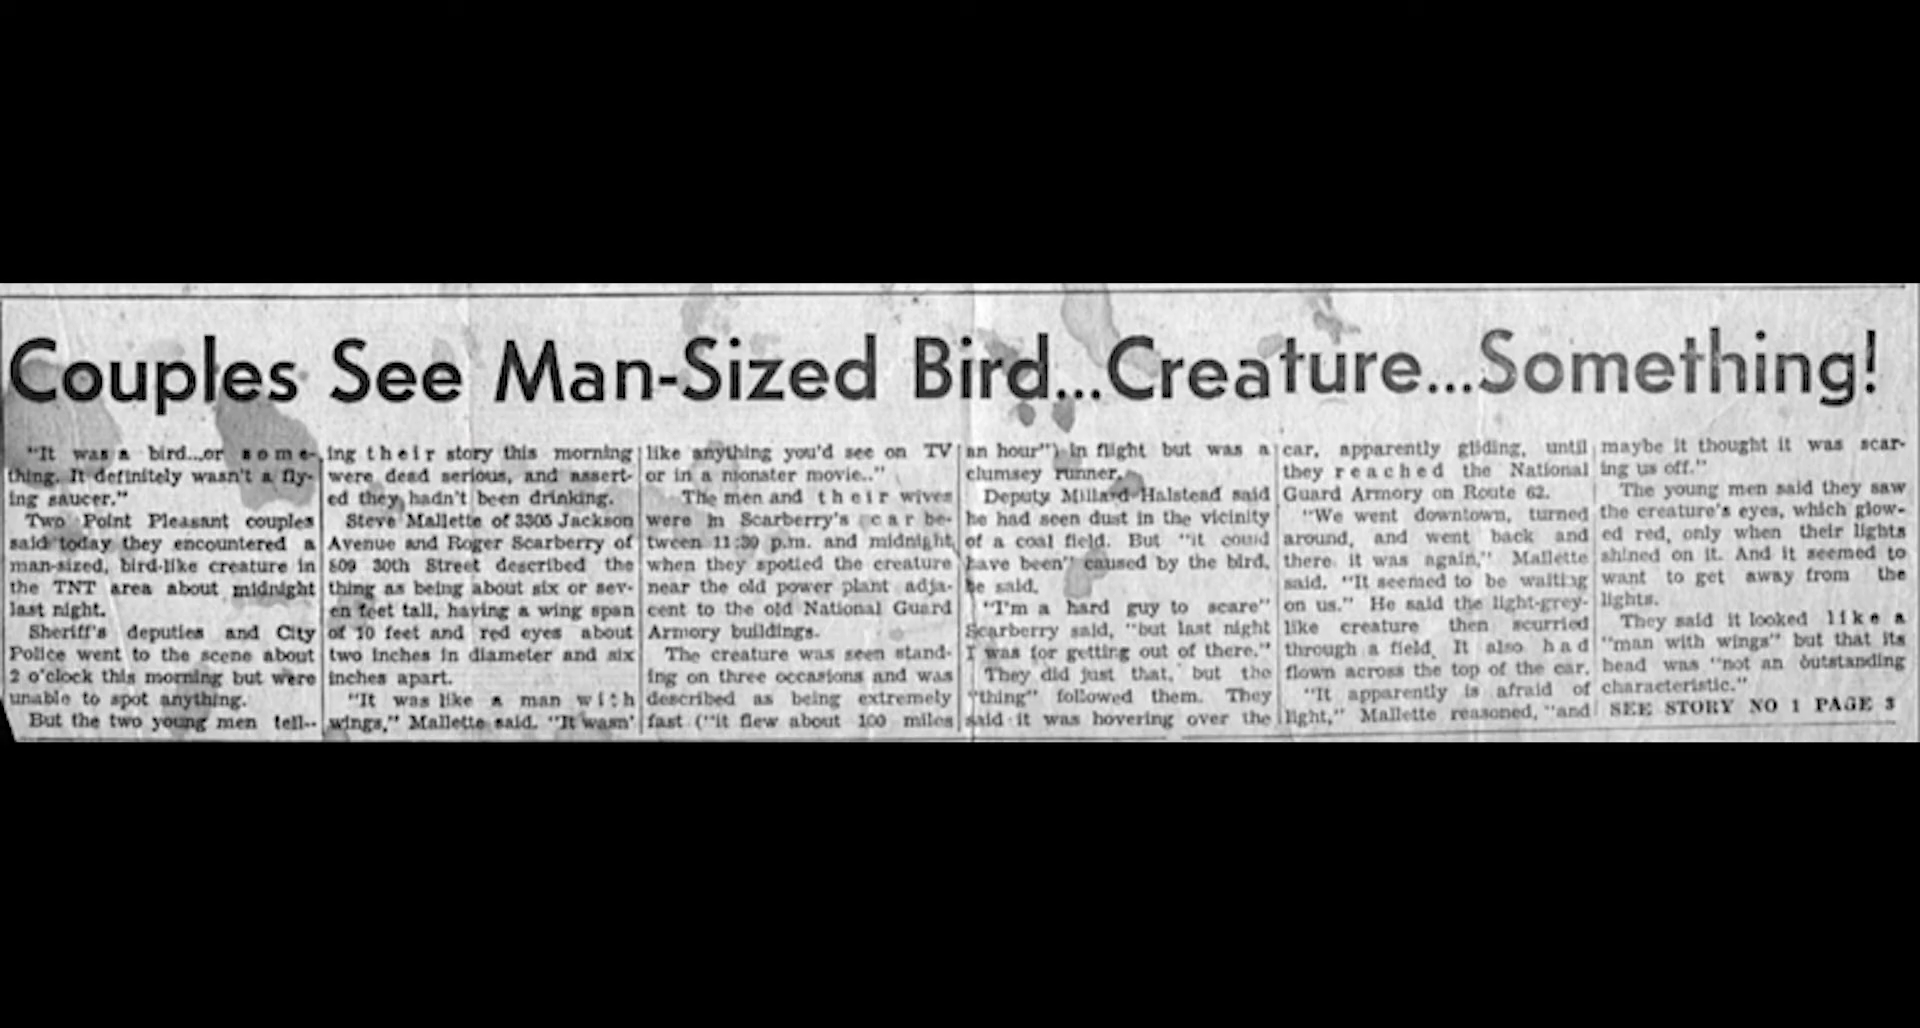 Couples See Man-Sized Bird...Creature...Something!
"It was a bird...or some-
thing. It definitely wasn't a fly-
ing saucer."
Two Point Pleasant couples
said today they encountered a
man-sized, bird-like creature in
the TNT area about midnight
last night.
Sheriff's deputies and City
Police went to the scene about
2 o'clock this morning but were
unable to spot anything.
But the two young men tell--
ing their story this morning
were dead serious, and assert-
ed they hadn't been drinking.
Steve Mallette of 3305 Jackson
Avenue and Roger Scarberry of
809 30th Street described the
thing as being about six or sev-
en feet tall, having a wing span
of 10 feet and red eyes about
two inches in diameter and six
inches apart.
"It was like a man with
wings," Mallette said. "It wasn'
like anything you'd see on TV
or in a monster movie.."
The men and their wives
were in Scarberry's car be-
tween 11:30 p.m. and midnight
when they spotted the creature
near the old power plant adja-
cent to the old National Guard
Armory buildings.
The creature was seen stand-
ing on three occasions and was
described as being extremely
fast ("it flew about 100 miles
an hour") in flight but was a
clumsey runner.
Deputy Millard Halstead said
he had seen dust in the vicinity
of a coal field. But "it could
have been" caused by the bird,
he said.
"I'm a hard guy to scare"
Scarberry said, "but last night
I was for getting out of there."
They did just that, but the
"thing" followed them. They
said it was hovering over the
car, apparently gliding, until
they reached the National
Guard Armory on Route 62.
"We went downtown, turned
around, and went back and
there it was again," Mallette
said. "It seemed to be waiting
on us." He said the light-grey-
like creature then scurried
through a field. It also had
flown across the top of the car.
"It apparently is afraid of
light," Mallette reasoned, "and
maybe it thought it was scar-
ing us off."
The young men said they saw
the creature's eyes, which glow-
ed red, only when their lights
shined on it. And it seemed to
want to get away from the
lights.
They said it looked like a
"man with wings" but that its
head was "not an outstanding
characteristic."
SEE STORY NO 1 PAGE 3